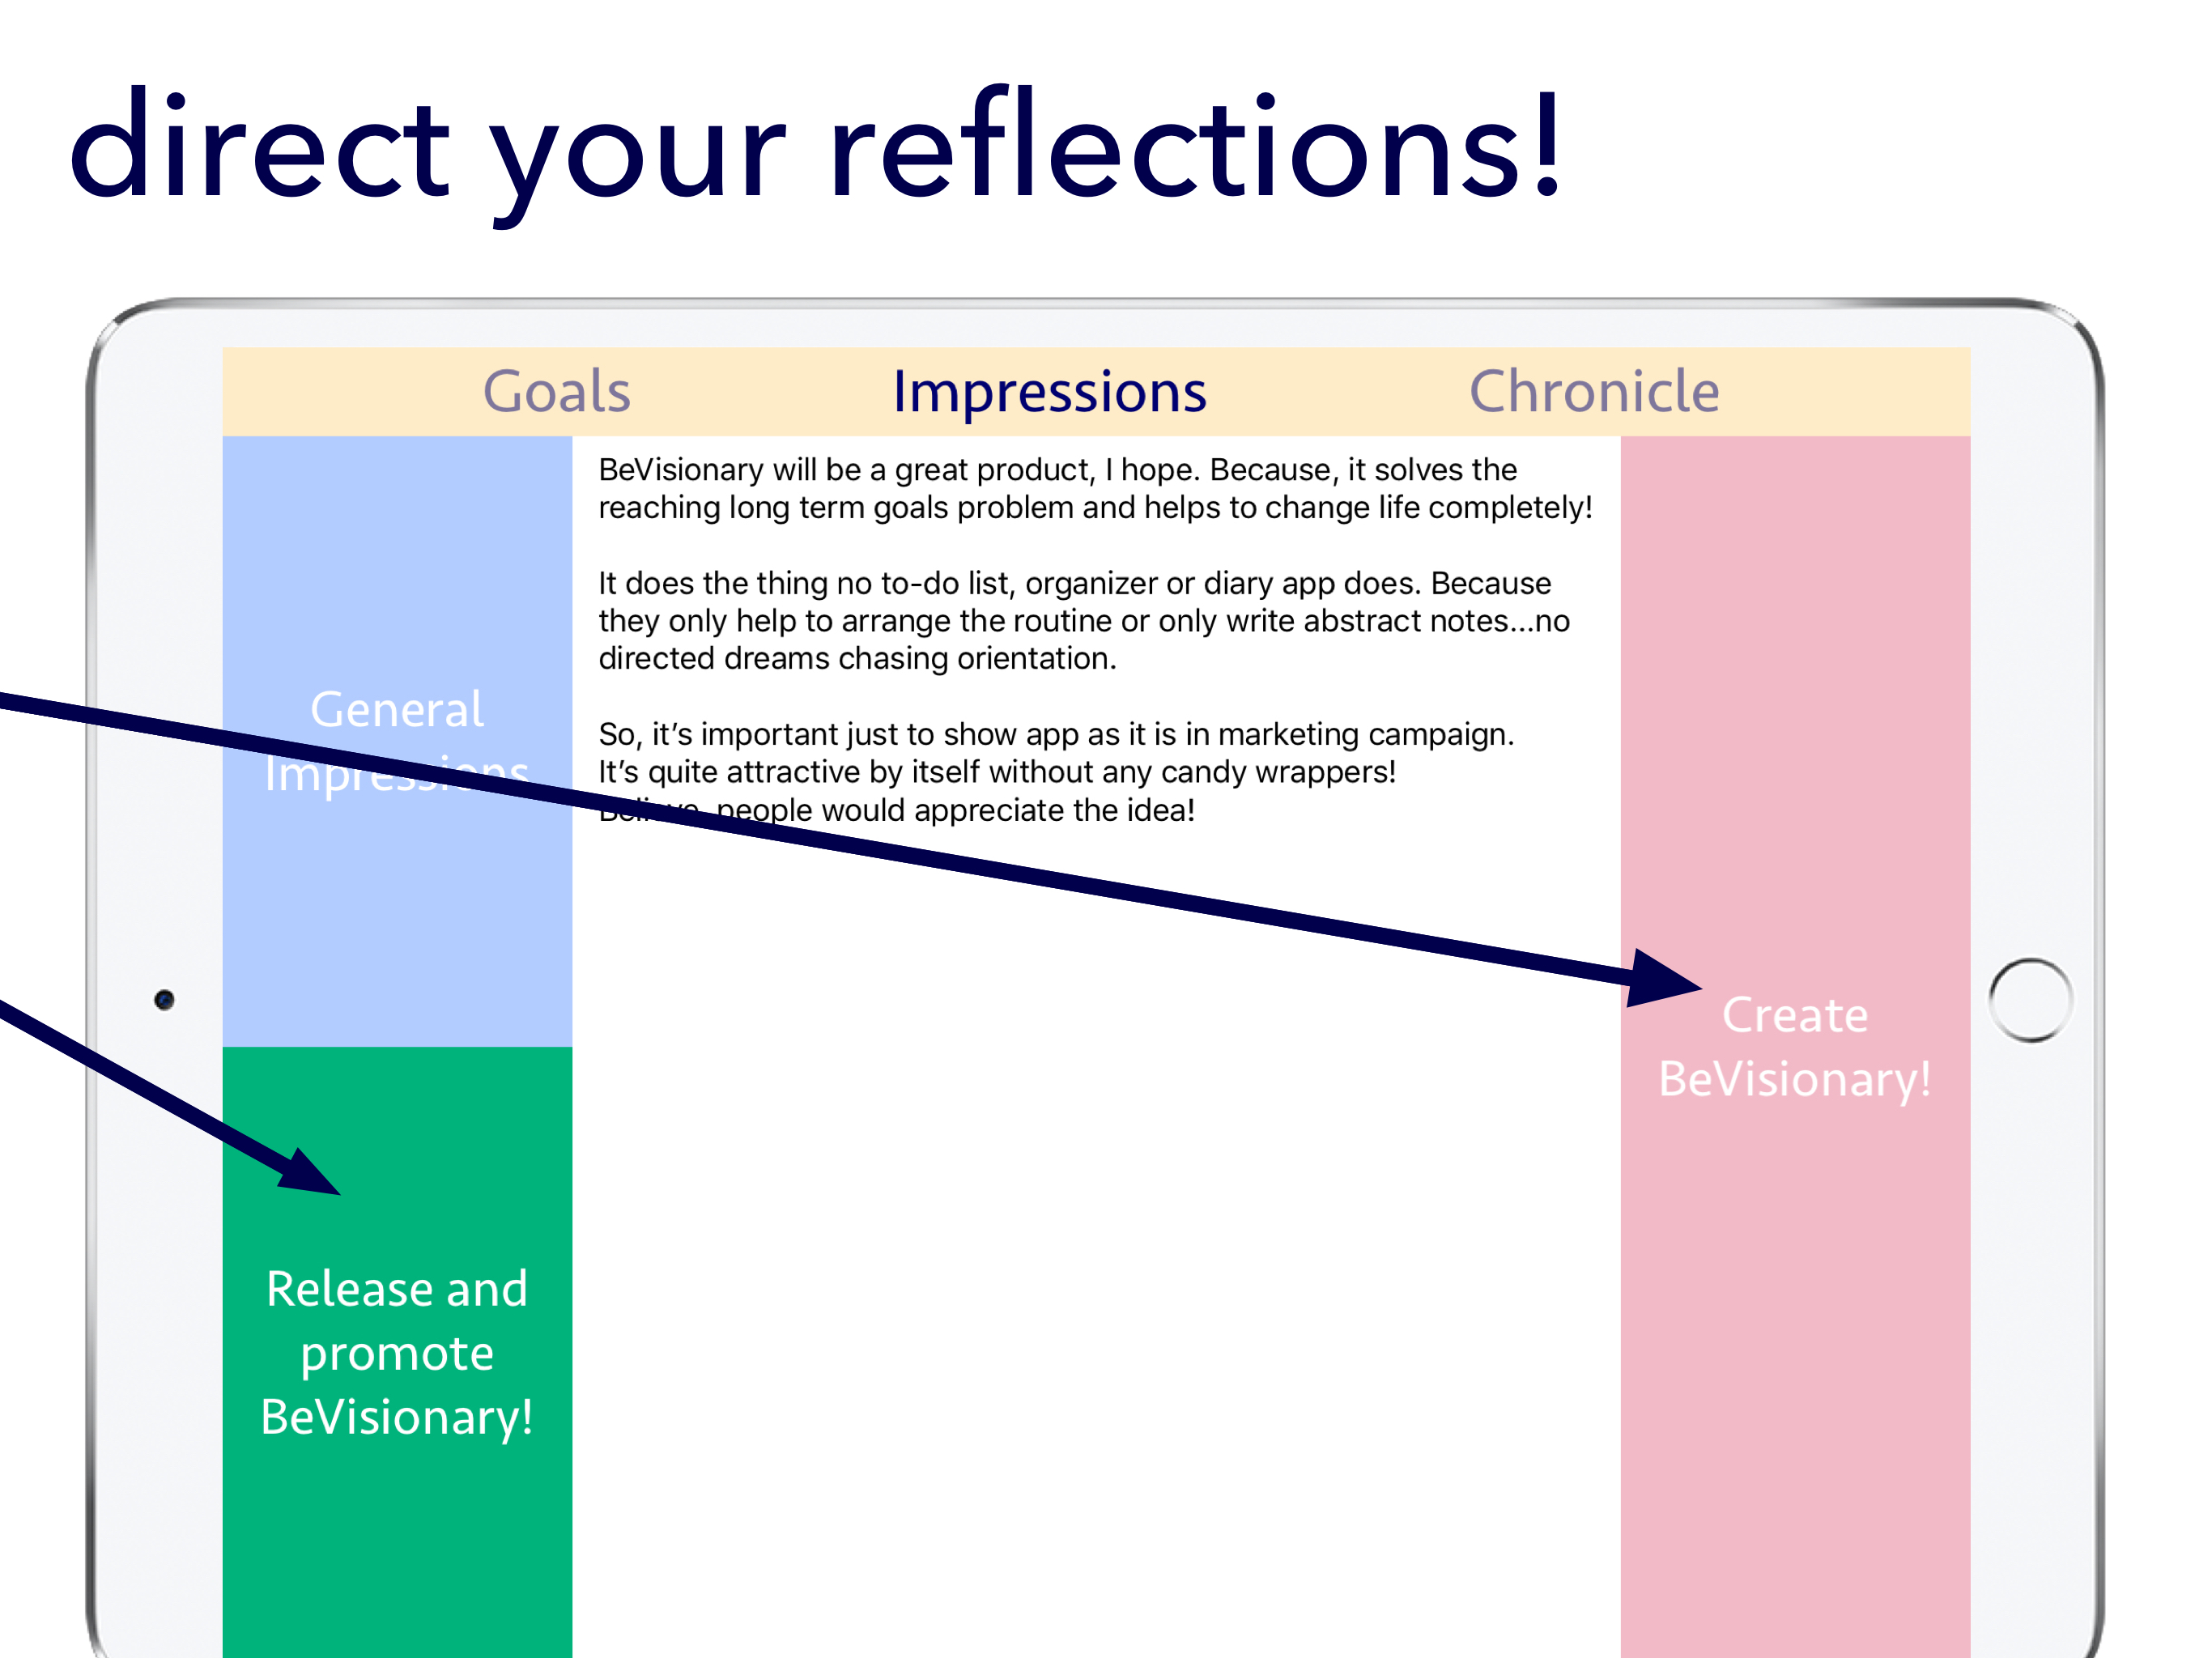 direct your reflections!
Goals
Impressions
Chronicle
General
Impressions
BeVisionary will be a great product, I hope. Because, it solves the
reaching long term goals problem and helps to change life completely!
It does the thing no to-do list, organizer or diary app does. Because
they only help to arrange the routine or only write abstract notes...no
directed dreams chasing orientation.
So, it’s important just to show app as it is in marketing campaign.
It’s quite attractive by itself without any candy wrappers!
Believe, people would appreciate the idea!
Create
BeVisionary!
Release and
promote
BeVisionary!